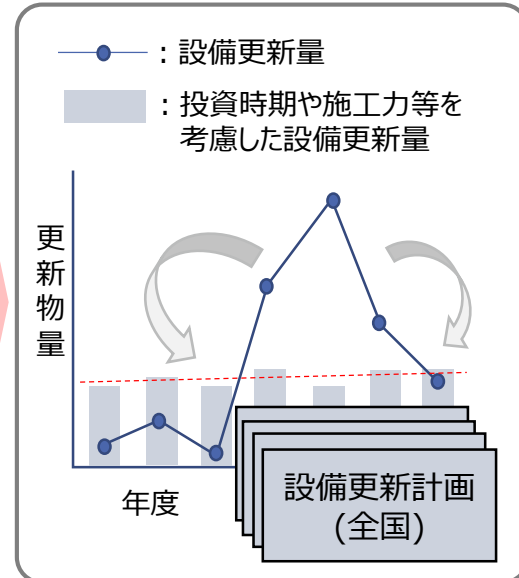 ：設備更新量
：投資時期や施工力等を
考慮した設備更新量
更新物量
年度
設備更新計画
(全国)